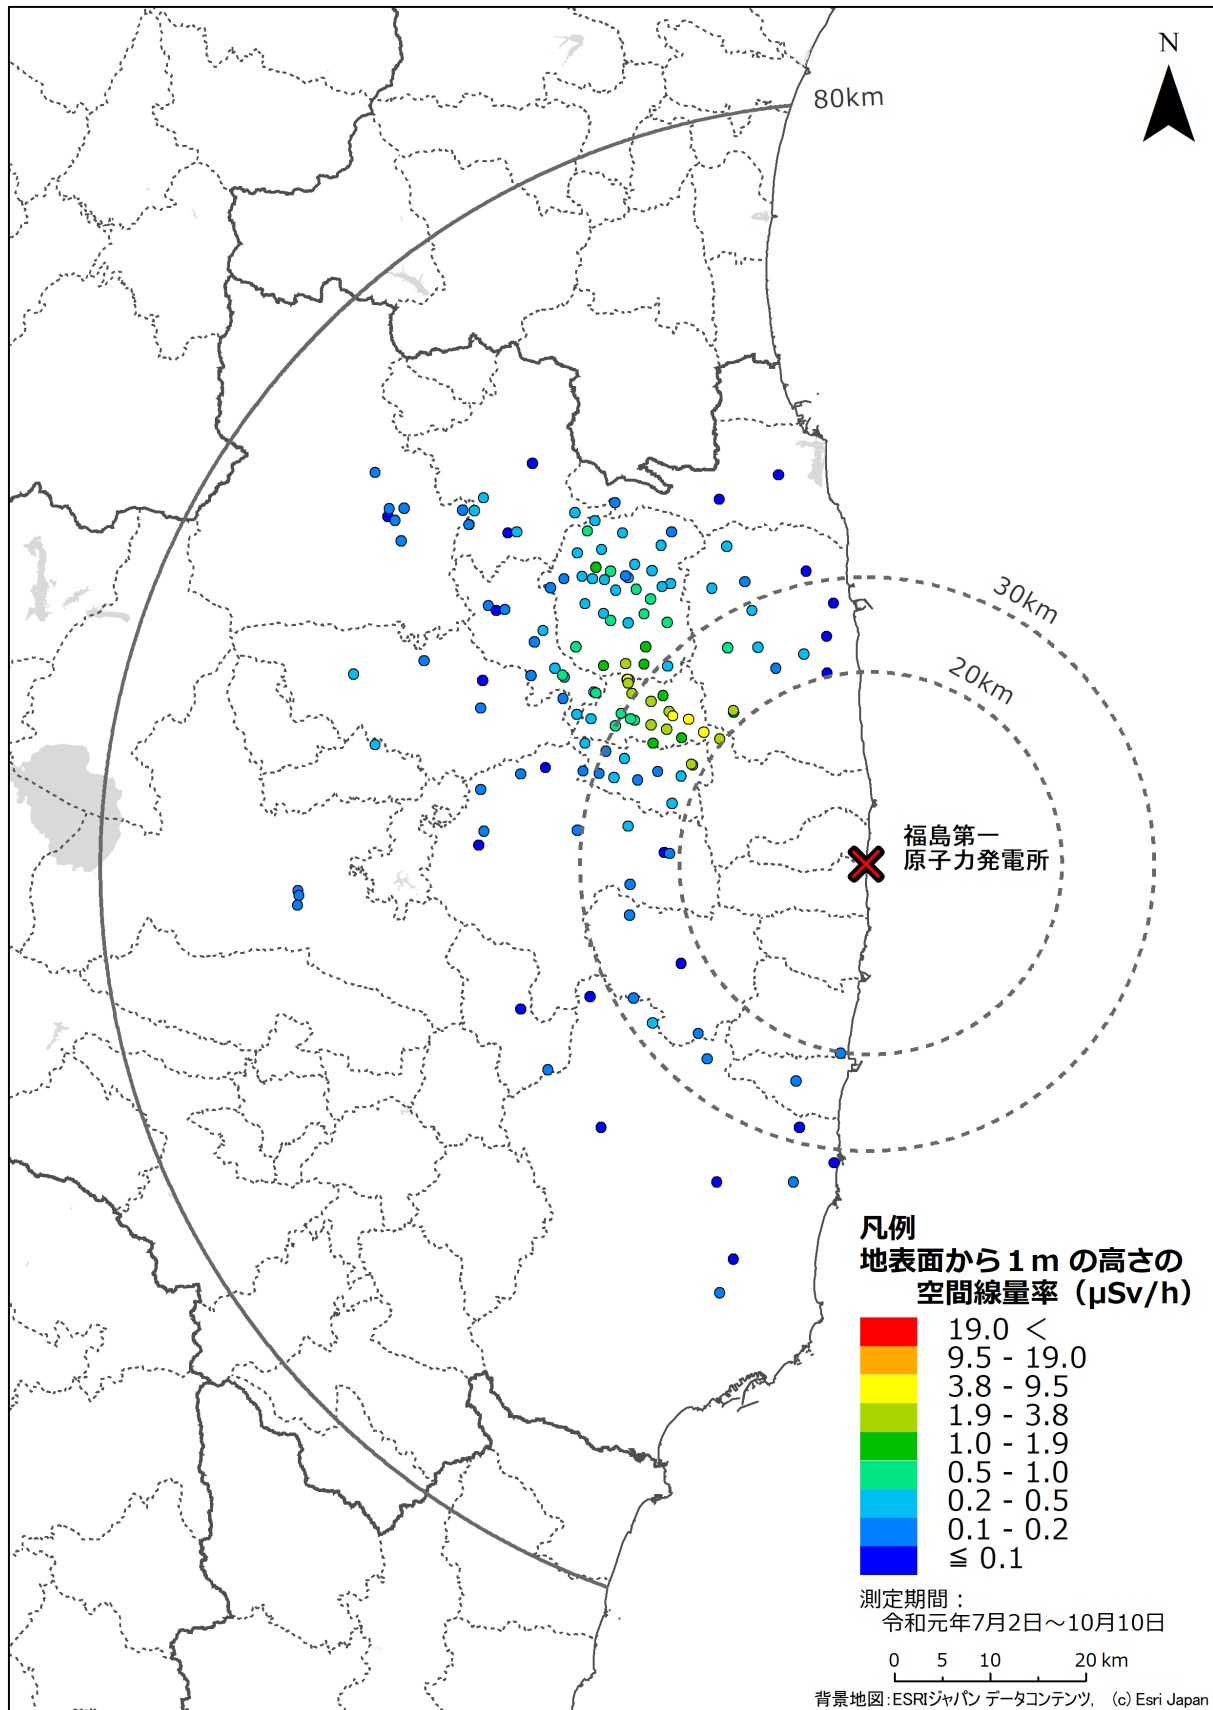 N
80km
30km
20km
福島第一
原子力発電所
凡例
地表面から1mの高さの
空間線量率（μSv/h）
19.0 ＜
9.5 - 19.0
3.8 - 9.5
1.9 - 3.8
1.0 - 1.9
0.5 - 1.0
0.2 - 0.5
0.1 - 0.2
≦ 0.1
測定期間：
令和元年7月2日～10月10日
0 5 10 20 km
背景地図：ESRIジャパン データコンテンツ， (c) Esri Japan